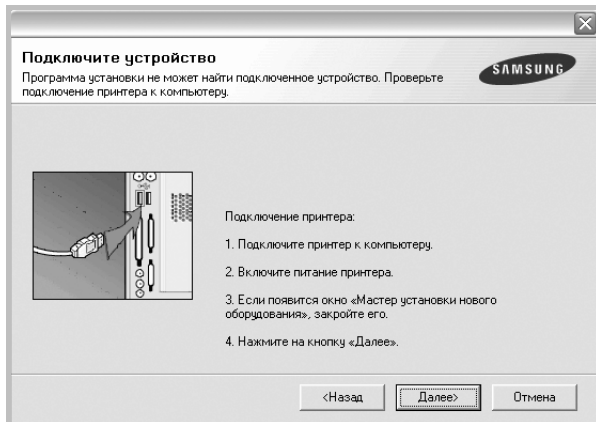 Подключите устройство
Программа установки не может найти подключенное устройство. Проверьте
подключение принтера к компьютеру.
SAMSUNG
Подключение принтера:
1. Подключите принтер к компьютеру.
2. Включите питание принтера.
3. Если появится окно «Мастер установки нового
оборудования», закройте его.
4. Нажмите на кнопку «Далее».
<Назад
Далее>
Отмена